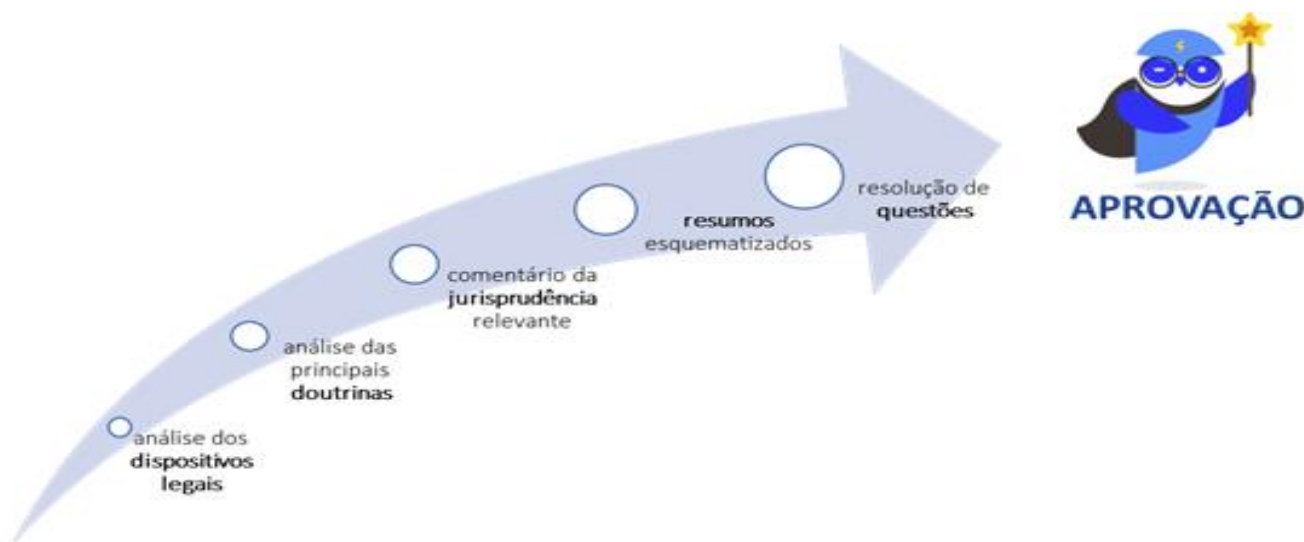 análise dos
dispositivos
legais
análise das
principais
doutrinas
comentário da
jurisprudência
relevante
resumos
esquematizados
resolução de
questões
APROVAÇÃO